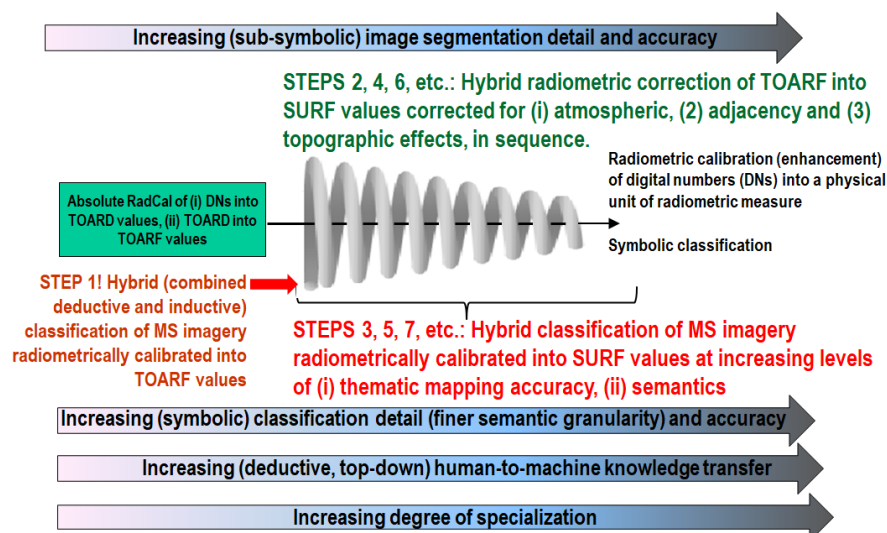 Increasing (sub-symbolic) image segmentation detail and accuracy
STEPS 2, 4, 6, etc.: Hybrid radiometric correction of TOARF into
SURF values corrected for (i) atmospheric, (2) adjacency and (3)
topographic effects, in sequence.
Absolute RadCal of (i) DNs into
TOARD values, (ii) TOARD into
TOARF values
Radiometric calibration (enhancement)
of digital numbers (DNs) into a physical
unit of radiometric measure
Symbolic classification
STEP 1! Hybrid (combined
deductive and inductive)
classification of MS imagery
radiometrically calibrated into
TOARF values
STEPS 3, 5, 7, etc.: Hybrid classification of MS imagery
radiometrically calibrated into SURF values at increasing levels
of (i) thematic mapping accuracy, (ii) semantics
Increasing (symbolic) classification detail (finer semantic granularity) and accuracy
Increasing (deductive, top-down) human-to-machine knowledge transfer
Increasing degree of specialization